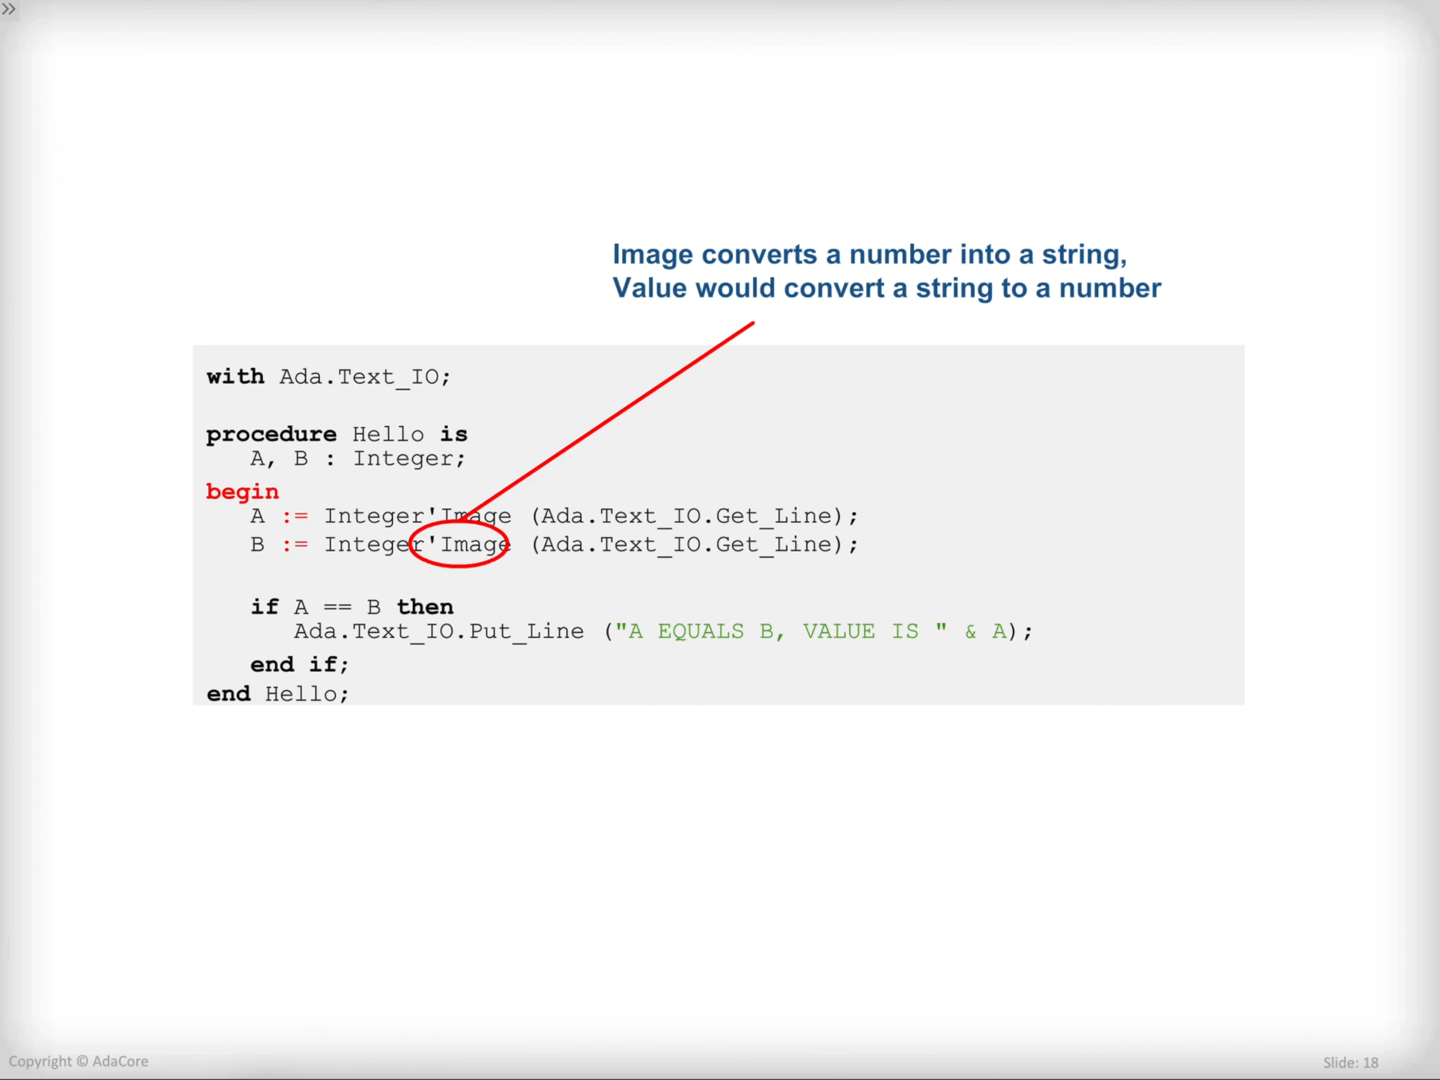 »
Image converts a number into a string,
Value would convert a string to a number
with Ada.Text_IO;
procedure Hello is
A, B : Integer;
begin
A := Integer'Image (Ada.Text_IO.Get_Line);
B := Integer'Image (Ada.Text_IO.Get_Line);
if A == B then
Ada.Text_IO.Put_Line ("A EQUALS B, VALUE IS " & A);
end if;
end Hello;
Copyright © AdaCore
Slide: 18